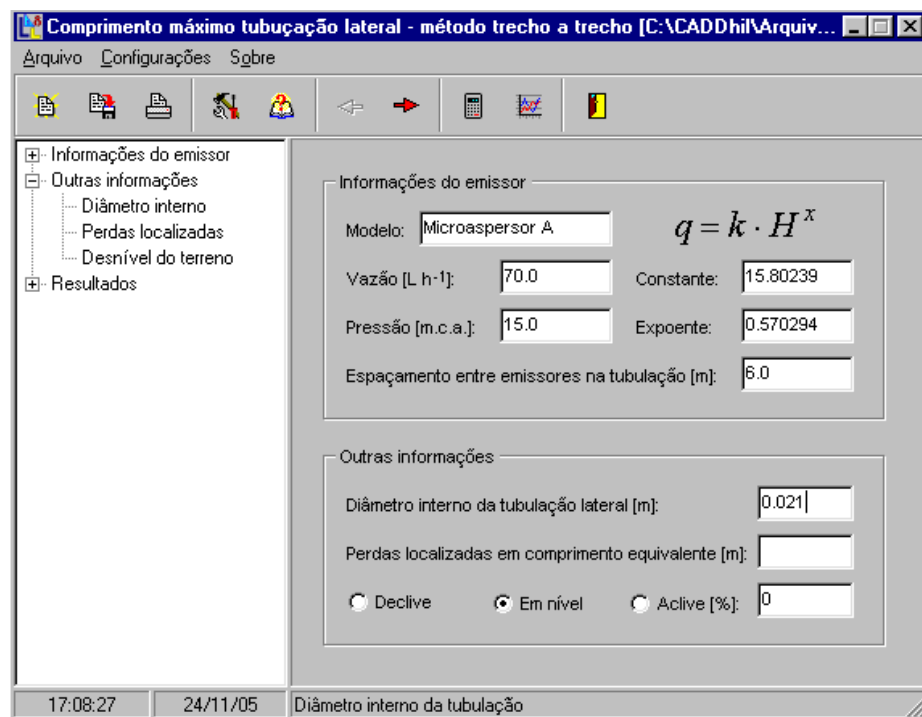 Comprimento máximo tubuçação lateral - método trecho a trecho [C:\CADDhil\Arquiv...
Arquivo Configurações Sobre
Informações do emissor
Outras informações
Diâmetro interno
Perdas localizadas
Desnível do terreno
Resultados
Informações do emissor
Modelo: Microaspersor A q = k · H^x
Vazão [L h-1]: 70.0 Constante: 15.80239
Pressão [m.c.a.]: 15.0 Expoente: 0.570294
Espaçamento entre emissores na tubulação [m]: 6.0
Outras informações
Diâmetro interno da tubulação lateral [m]: 0.021
Perdas localizadas em comprimento equivalente [m]:
Declive Em nível Aclive [%]: 0
17:08:27 24/11/05 Diâmetro interno da tubulação